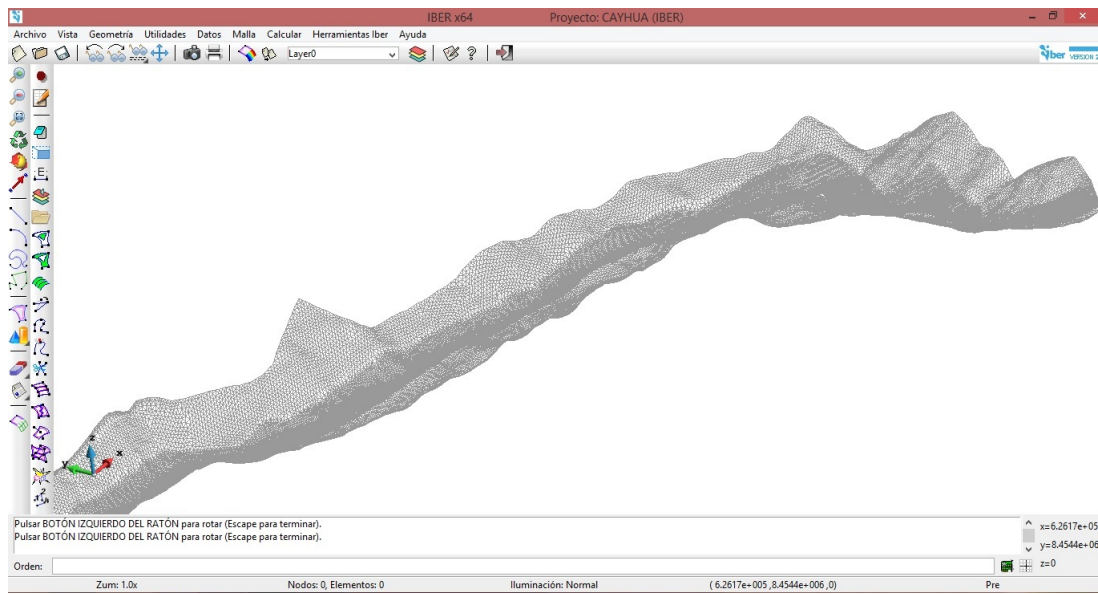 IBER x64 Proyecto: CAYHUA (IBER)
Archivo Vista Geometría Utilidades Datos Malla Calcular Herramientas Iber Ayuda
Layer0
iber VERSION 2
:E:
z
x
y
Pulsar BOTÓN IZQUIERDO DEL RATÓN para rotar (Escape para terminar).
Pulsar BOTÓN IZQUIERDO DEL RATÓN para rotar (Escape para terminar).
x=6.2617e+05
y=8.4544e+06
z=0
Orden:
Zum: 1.0x Nodos: 0, Elementos: 0 Iluminación: Normal ( 6.2617e+005 ,8.4544e+006 ,0) Pre